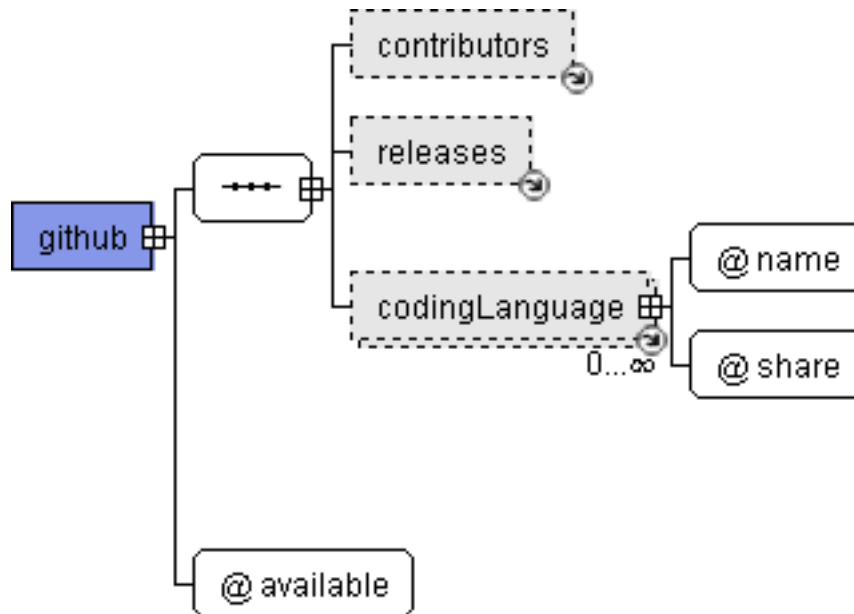 contributors
releases
github
codingLanguage
0...∞
@ name
@ share
@ available